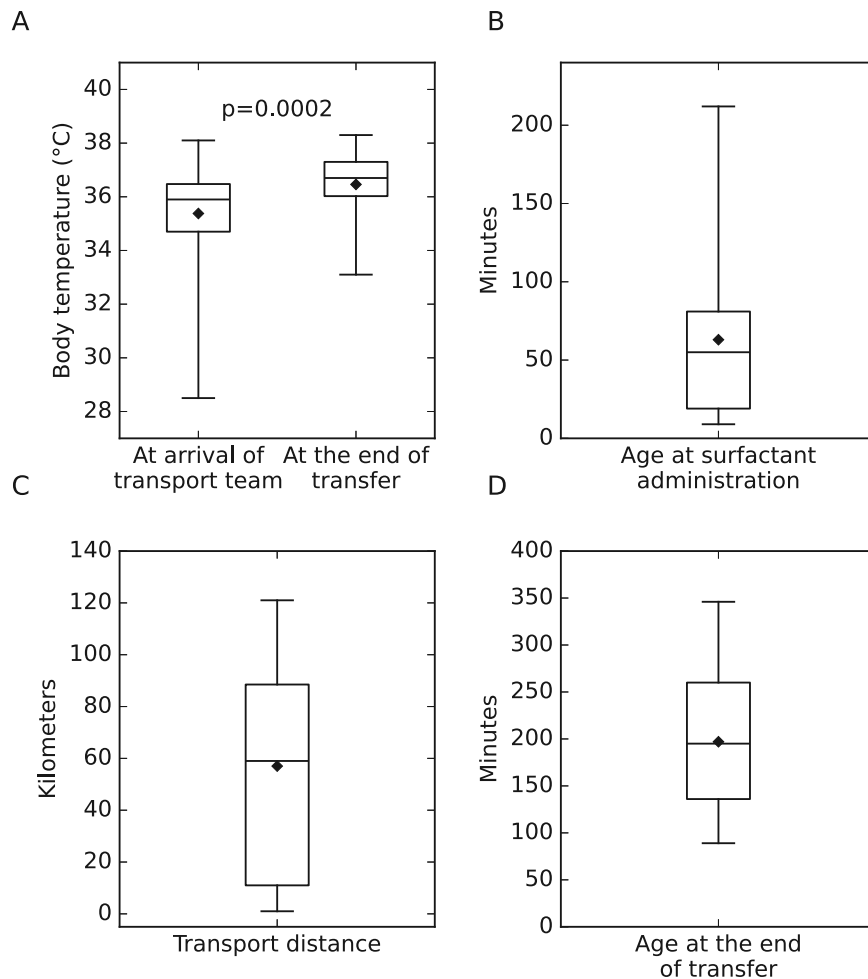 A
B
Body temperature (°C)
40
38
36
34
32
30
28
p=0.0002
At arrival of
transport team
At the end of
transfer
Minutes
200
150
100
50
0
Age at surfactant
administration
C
D
Kilometers
140
120
100
80
60
40
20
0
Transport distance
Minutes
400
350
300
250
200
150
100
50
0
Age at the end
of transfer